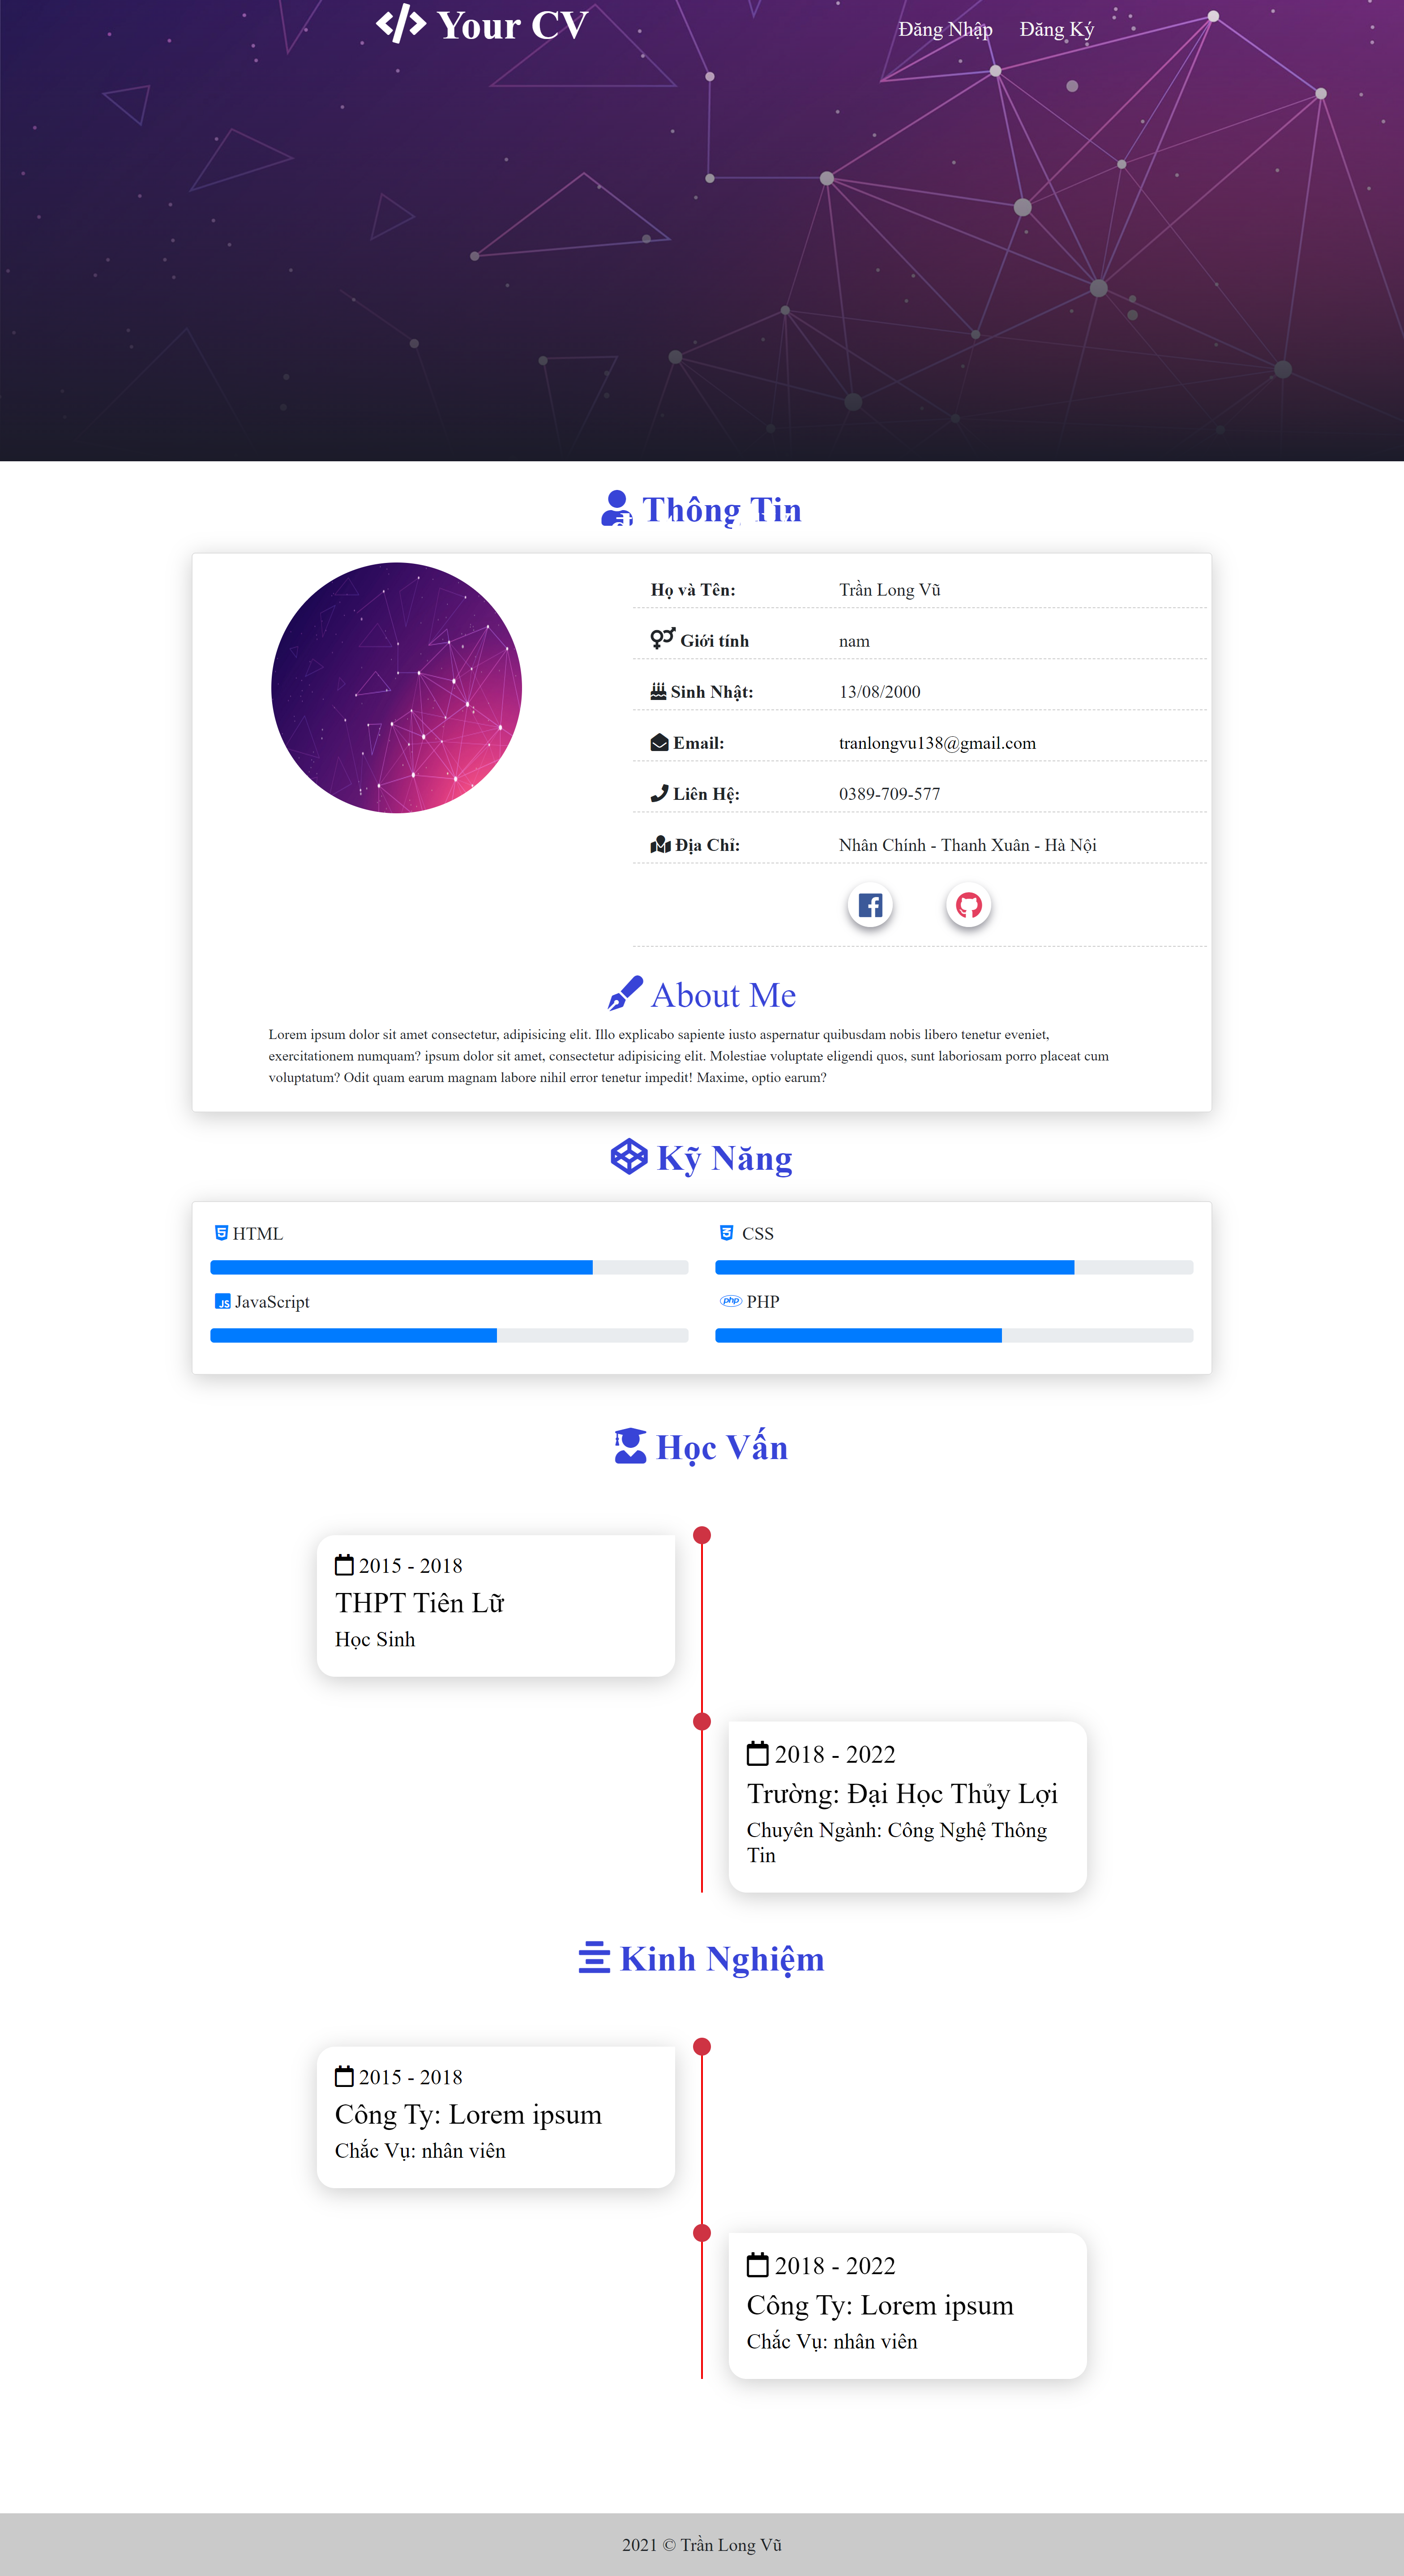 Your CV
Đăng Nhập Đăng Ký
Thông Tin
Họ và Tên: Trần Long Vũ
Giới tính nam
Sinh Nhật: 13/08/2000
Email: tranlongvu138@gmail.com
Liên Hệ: 0389-709-577
Địa Chỉ: Nhân Chính - Thanh Xuân - Hà Nội
About Me
Lorem ipsum dolor sit amet consectetur, adipisicing elit. Illo explicabo sapiente iusto aspernatur quibusdam nobis libero tenetur eveniet,
exercitationem numquam? ipsum dolor sit amet, consectetur adipisicing elit. Molestiae voluptate eligendi quos, sunt laboriosam porro placeat cum
voluptatum? Odit quam earum magnam labore nihil error tenetur impedit! Maxime, optio earum?
Kỹ Năng
HTML
CSS
JS JavaScript
php PHP
Học Vấn
2015 - 2018
THPT Tiên Lữ
Học Sinh
2018 - 2022
Trường: Đại Học Thủy Lợi
Chuyên Ngành: Công Nghệ Thông
Tin
Kinh Nghiệm
2015 - 2018
Công Ty: Lorem ipsum
Chắc Vụ: nhân viên
2018 - 2022
Công Ty: Lorem ipsum
Chắc Vụ: nhân viên
2021 © Trần Long Vũ